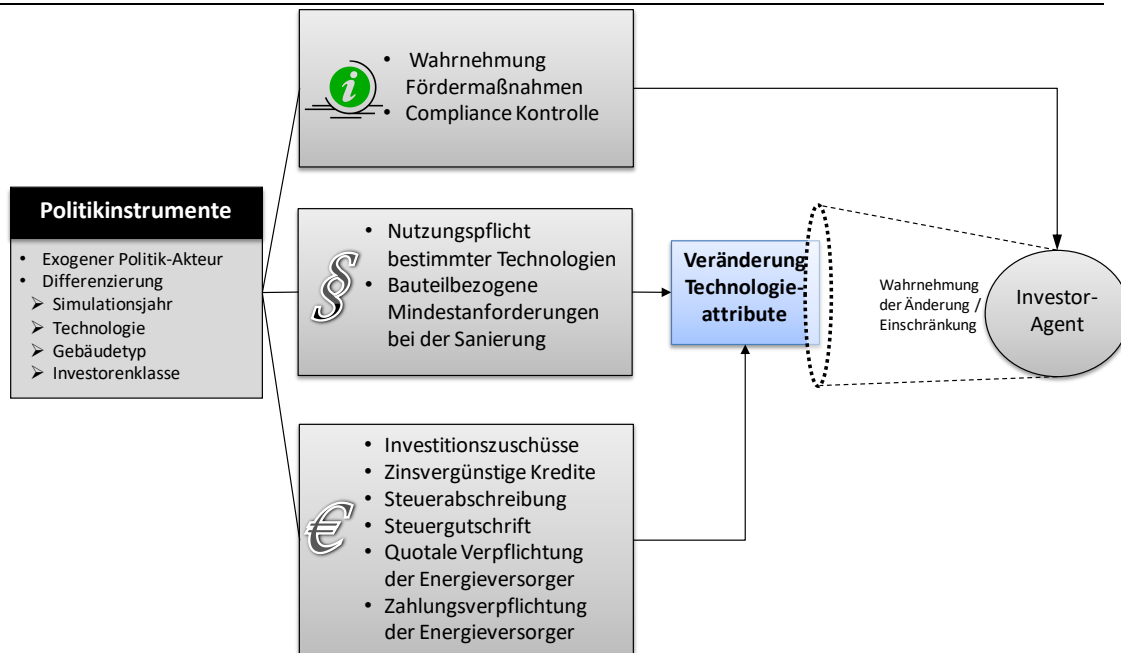 Politikinstrumente
• Exogener Politik-Akteur
• Differenzierung
➢ Simulationsjahr
➢ Technologie
➢ Gebäudetyp
➢ Investorenklasse
i
• Wahrnehmung
Fördermaßnahmen
• Compliance Kontrolle
§
• Nutzungspflicht
bestimmter Technologien
• Bauteilbezogene
Mindestanforderungen
bei der Sanierung
€
• Investitionszuschüsse
• Zinsvergünstige Kredite
• Steuerabschreibung
• Steuergutschrift
• Quotale Verpflichtung
der Energieversorger
• Zahlungsverpflichtung
der Energieversorger
Veränderung
Technologie-
attribute
Wahrnehmung
der Änderung /
Einschränkung
Investor-
Agent